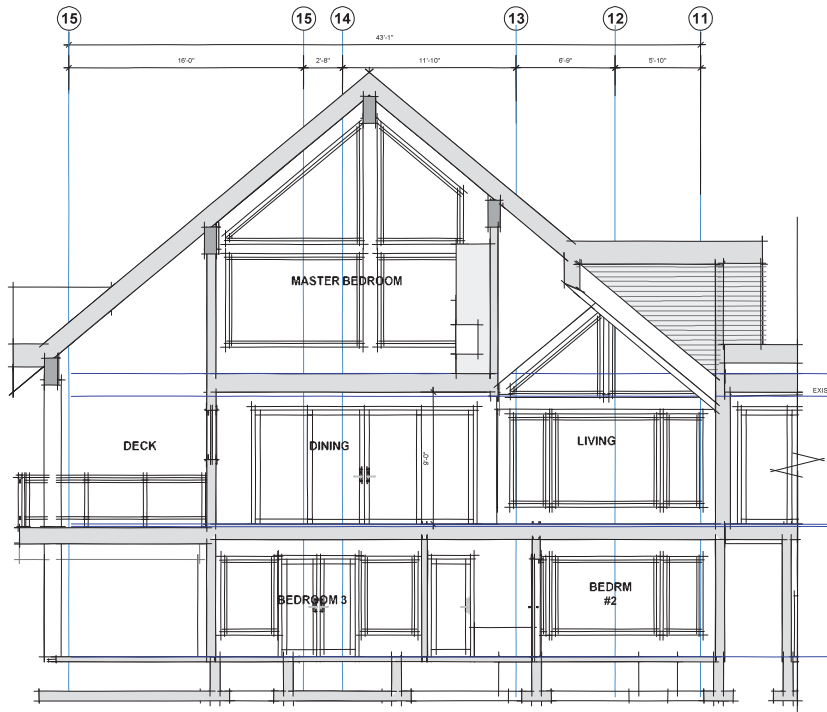 15 15 14 13 12 11
43'-1"
16'-0" 2'-8" 11'-10" 6'-9" 5'-10"
MASTER BEDROOM
EXIS
DECK DINING LIVING
9'-0"
BEDROOM 3 BEDRM
#2